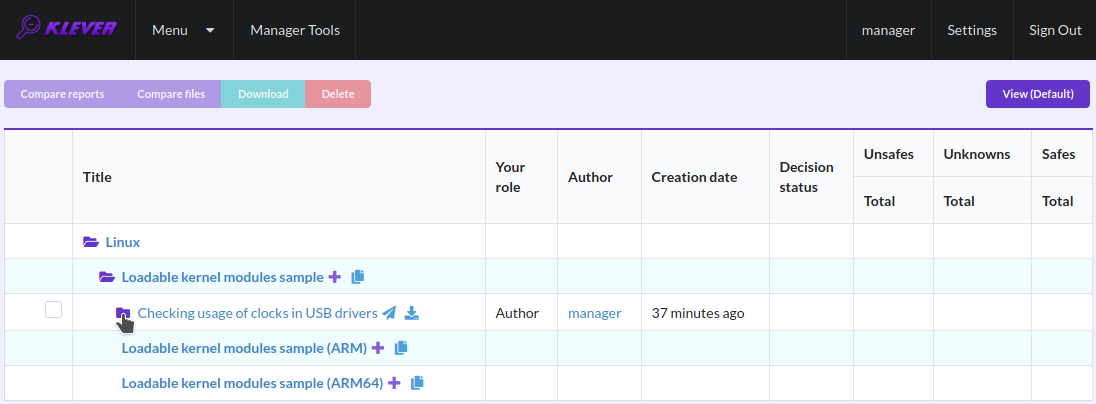 KLEVER Menu Manager Tools manager Settings Sign Out
Compare reports Compare files Download Delete View (Default)
Title Your role Author Creation date Decision status Unsafes Unknowns Safes
Total Total Total
Linux
Loadable kernel modules sample
Checking usage of clocks in USB drivers Author manager 37 minutes ago
Loadable kernel modules sample (ARM)
Loadable kernel modules sample (ARM64)